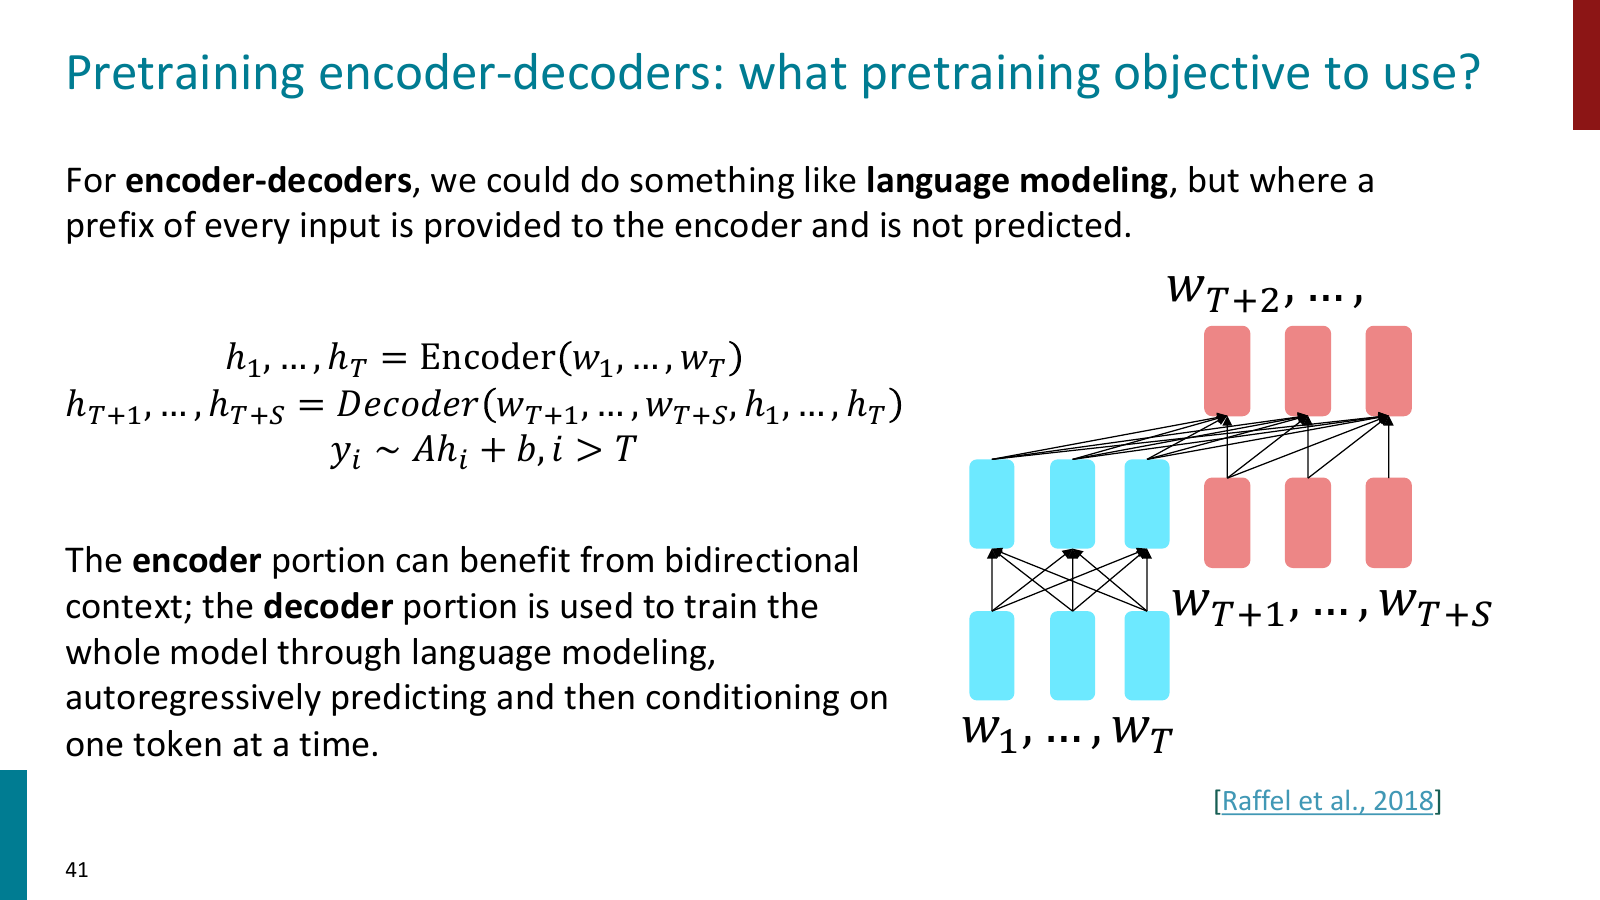 Pretraining encoder-decoders: what pretraining objective to use?
For encoder-decoders, we could do something like language modeling, but where a
prefix of every input is provided to the encoder and is not predicted.
w_{T+2}, … ,
h_1, … , h_T = Encoder(w_1, … , w_T)
h_{T+1}, … , h_{T+S} = Decoder(w_{T+1}, … , w_{T+S}, h_1, … , h_T)
y_i ~ Ah_i + b, i > T
The encoder portion can benefit from bidirectional
context; the decoder portion is used to train the
whole model through language modeling,
autoregressively predicting and then conditioning on
one token at a time.
w_{T+1}, … , w_{T+S}
w_1, … , w_T
[Raffel et al., 2018]
41